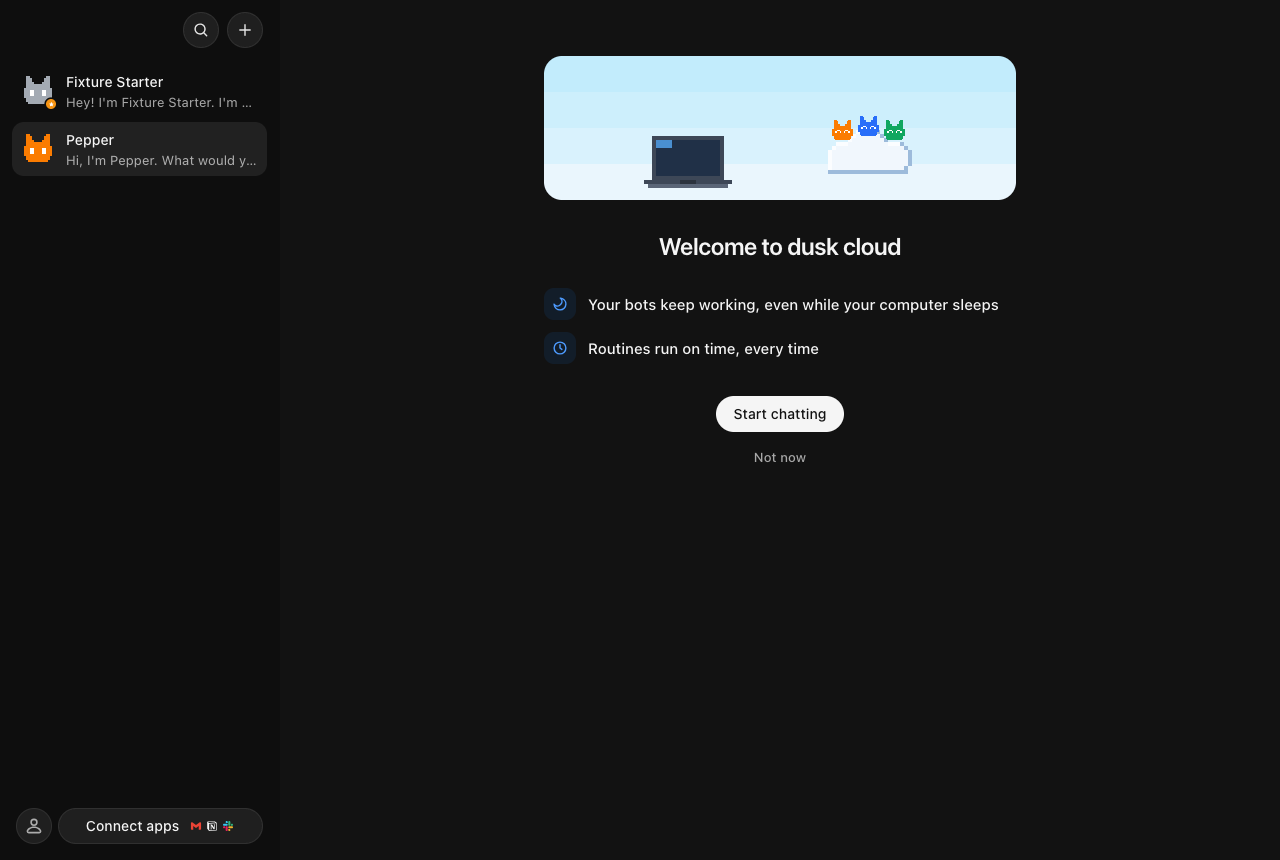 Fixture Starter
Hey! I'm Fixture Starter. I'm ...
Pepper
Hi, I'm Pepper. What would y...
Welcome to dusk cloud
Your bots keep working, even while your computer sleeps
Routines run on time, every time
Start chatting
Not now
Connect apps